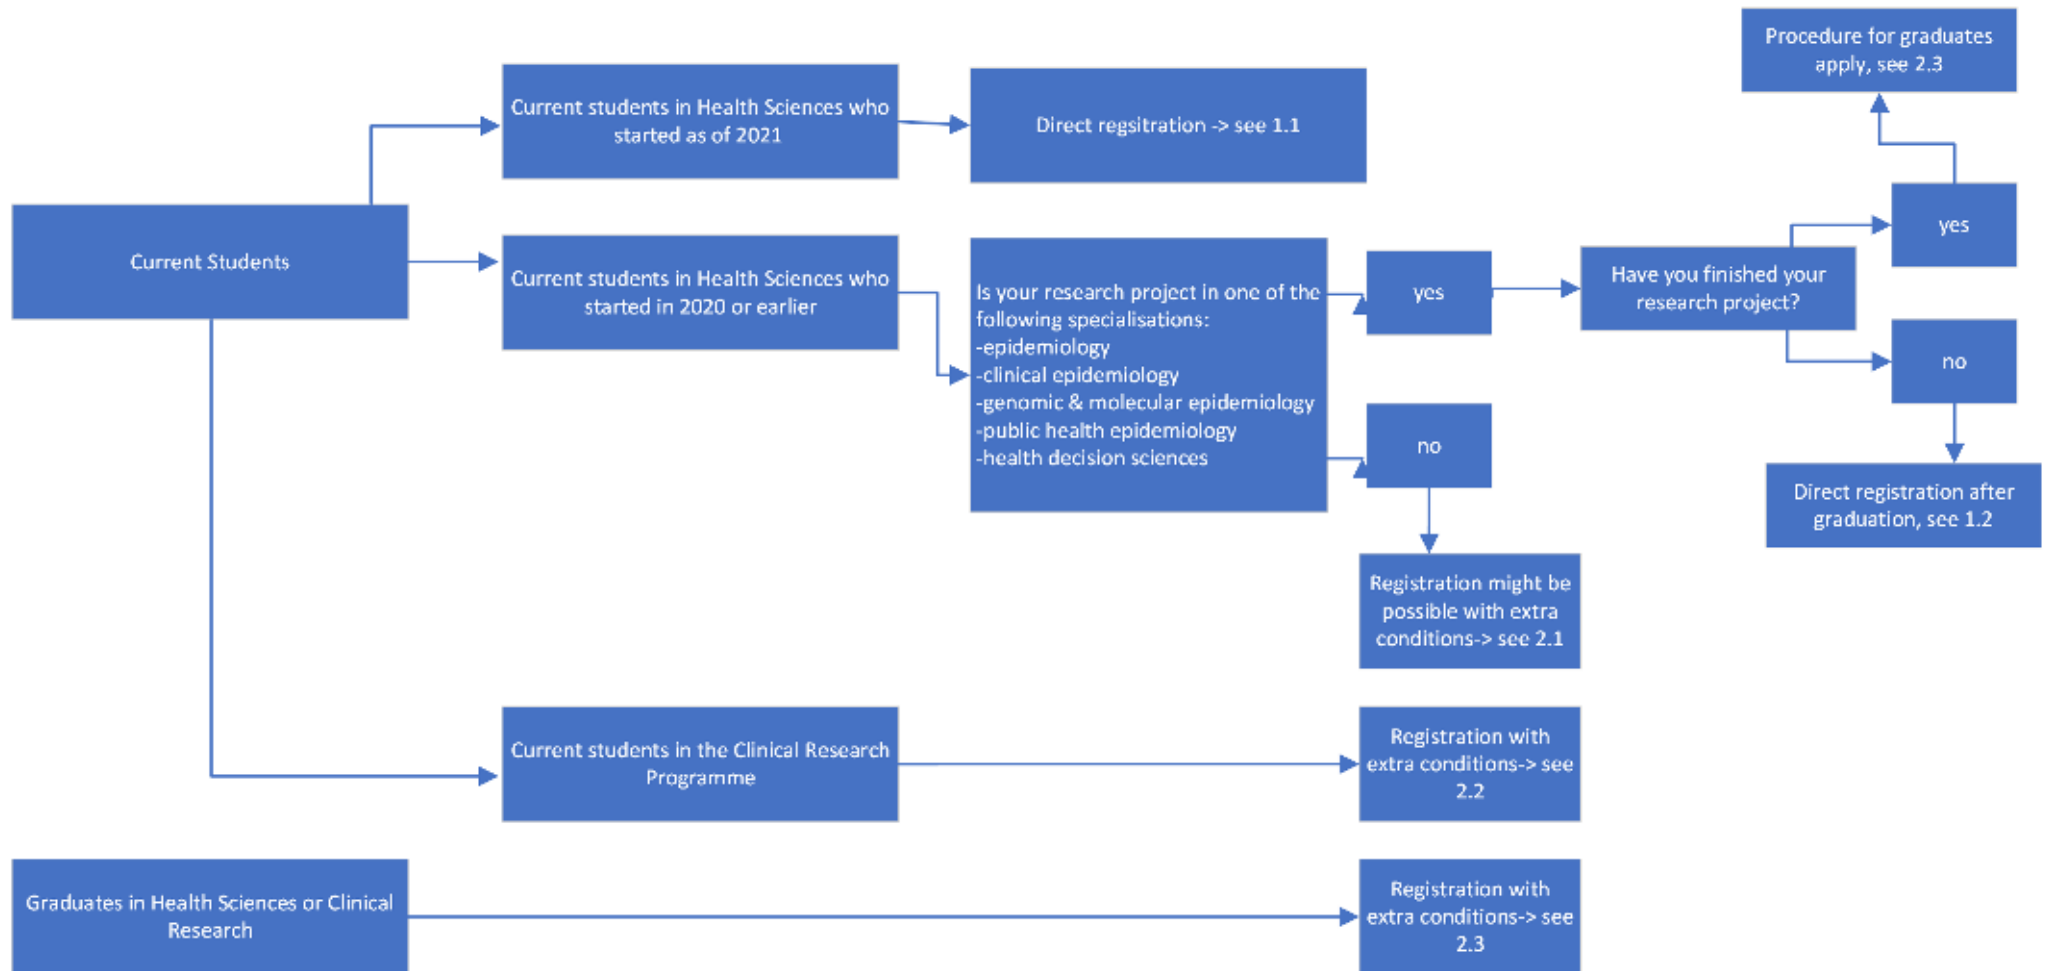 Procedure for graduates
apply, see 2.3
Current students in Health Sciences who
started as of 2021
Direct regsitration -> see 1.1
yes
Current Students
Current students in Health Sciences who
started in 2020 or earlier
Is your research project in one of the
following specialisations:
-epidemiology
-clinical epidemiology
-genomic & molecular epidemiology
-public health epidemiology
-health decision sciences
yes
Have you finished your
research project?
no
no
Direct registration after
graduation, see 1.2
Registration might be
possible with extra
conditions-> see 2.1
Current students in the Clinical Research
Programme
Registration with
extra conditions-> see
2.2
Graduates in Health Sciences or Clinical
Research
Registration with
extra conditions-> see
2.3